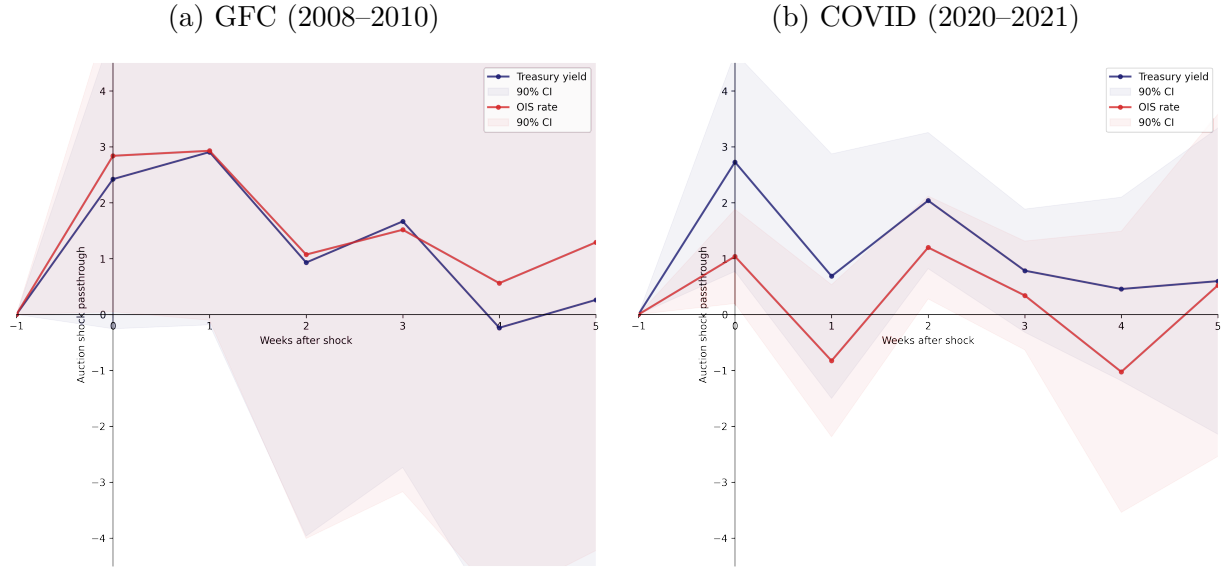 (a) GFC (2008–2010)
Treasury yield
90% CI
OIS rate
90% CI
4
3
2
1
0
−1
−2
−3
−4
−1
0
1
2
3
4
5
Weeks after shock
Auction shock passthrough
(b) COVID (2020–2021)
Treasury yield
90% CI
OIS rate
90% CI
4
3
2
1
0
−1
−2
−3
−4
−1
0
1
2
3
4
5
Weeks after shock
Auction shock passthrough